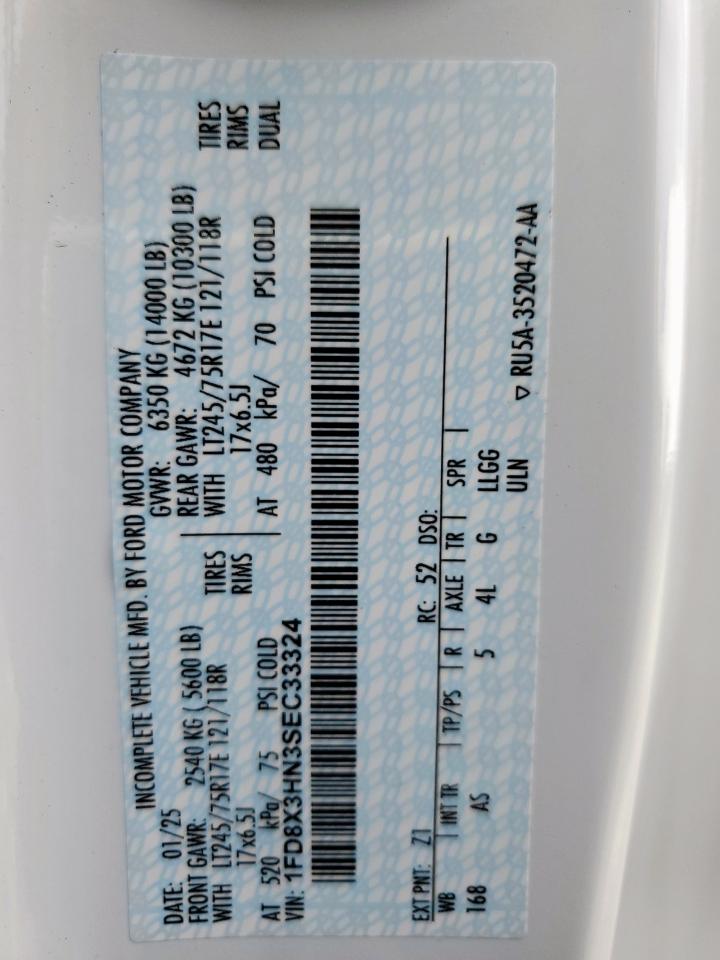 INCOMPLETE VEHICLE MFD. BY FORD MOTOR COMPANY
DATE: 01/25 GVWR: 6350 KG (14000 LB)
FRONT GAWR: 2540 KG (5600 LB) REAR GAWR: 4672 KG (10300 LB)
WITH LT245/75R17E 121/118R TIRES WITH LT245/75R17E 121/118R TIRES
17x6.5J RIMS 17x6.5J RIMS
AT 520 kPa/ 75 PSI COLD AT 480 kPa/ 70 PSI COLD DUAL
VIN: 1FD8X3HN3SEC33324
EXT PNT: Z1 RC: 52 DSO:
WB INT TR TP/PS R AXLE TR SPR
168 AS 5 4L G LLGG
ULN
▽ RU5A-3520472-AA